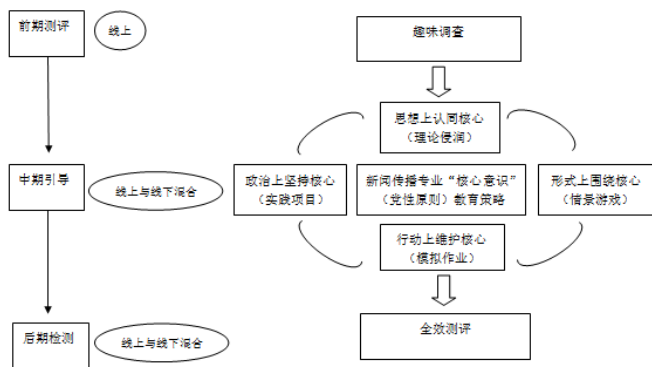 前期测评
线上
趣味调查
思想上认同核心
（理论侵润）
中期引导
线上与线下混合
政治上坚持核心
（实践项目）
新闻传播专业“核心意识”
（党性原则）教育策略
形式上围绕核心
（情景游戏）
行动上维护核心
（模拟作业）
后期检测
线上与线下混合
全效测评